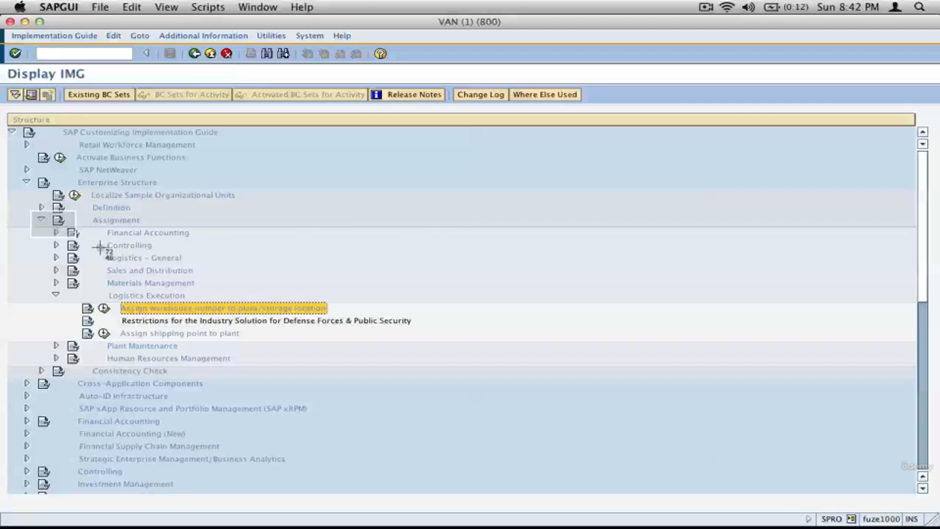 SAPGUI File Edit View Scripts Window Help (0:12) Sun 8:42 PM
VAN (1) (800)
Implementation Guide Edit Goto Additional Information Utilities System Help
Display IMG
Existing BC Sets BC Sets for Activity Activated BC Sets for Activity Release Notes Change Log Where Else Used
Structure
SAP Customizing Implementation Guide
Retail Workforce Management
Activate Business Functions
SAP NetWeaver
Enterprise Structure
Localize Sample Organizational Units
Definition
Assignment
Financial Accounting
Controlling
72
48
Logistics - General
Sales and Distribution
Materials Management
Logistics Execution
Assign warehouse number to plant/storage location
Restrictions for the Industry Solution for Defense Forces & Public Security
Assign shipping point to plant
Plant Maintenance
Human Resources Management
Consistency Check
Cross-Application Components
Auto-ID Infrastructure
SAP xApp Resource and Portfolio Management (SAP xRPM)
Financial Accounting
Financial Accounting (New)
Financial Supply Chain Management
Strategic Enterprise Management/Business Analytics
Controlling
Investment Management
Udemy
SPRO fuze1000 INS